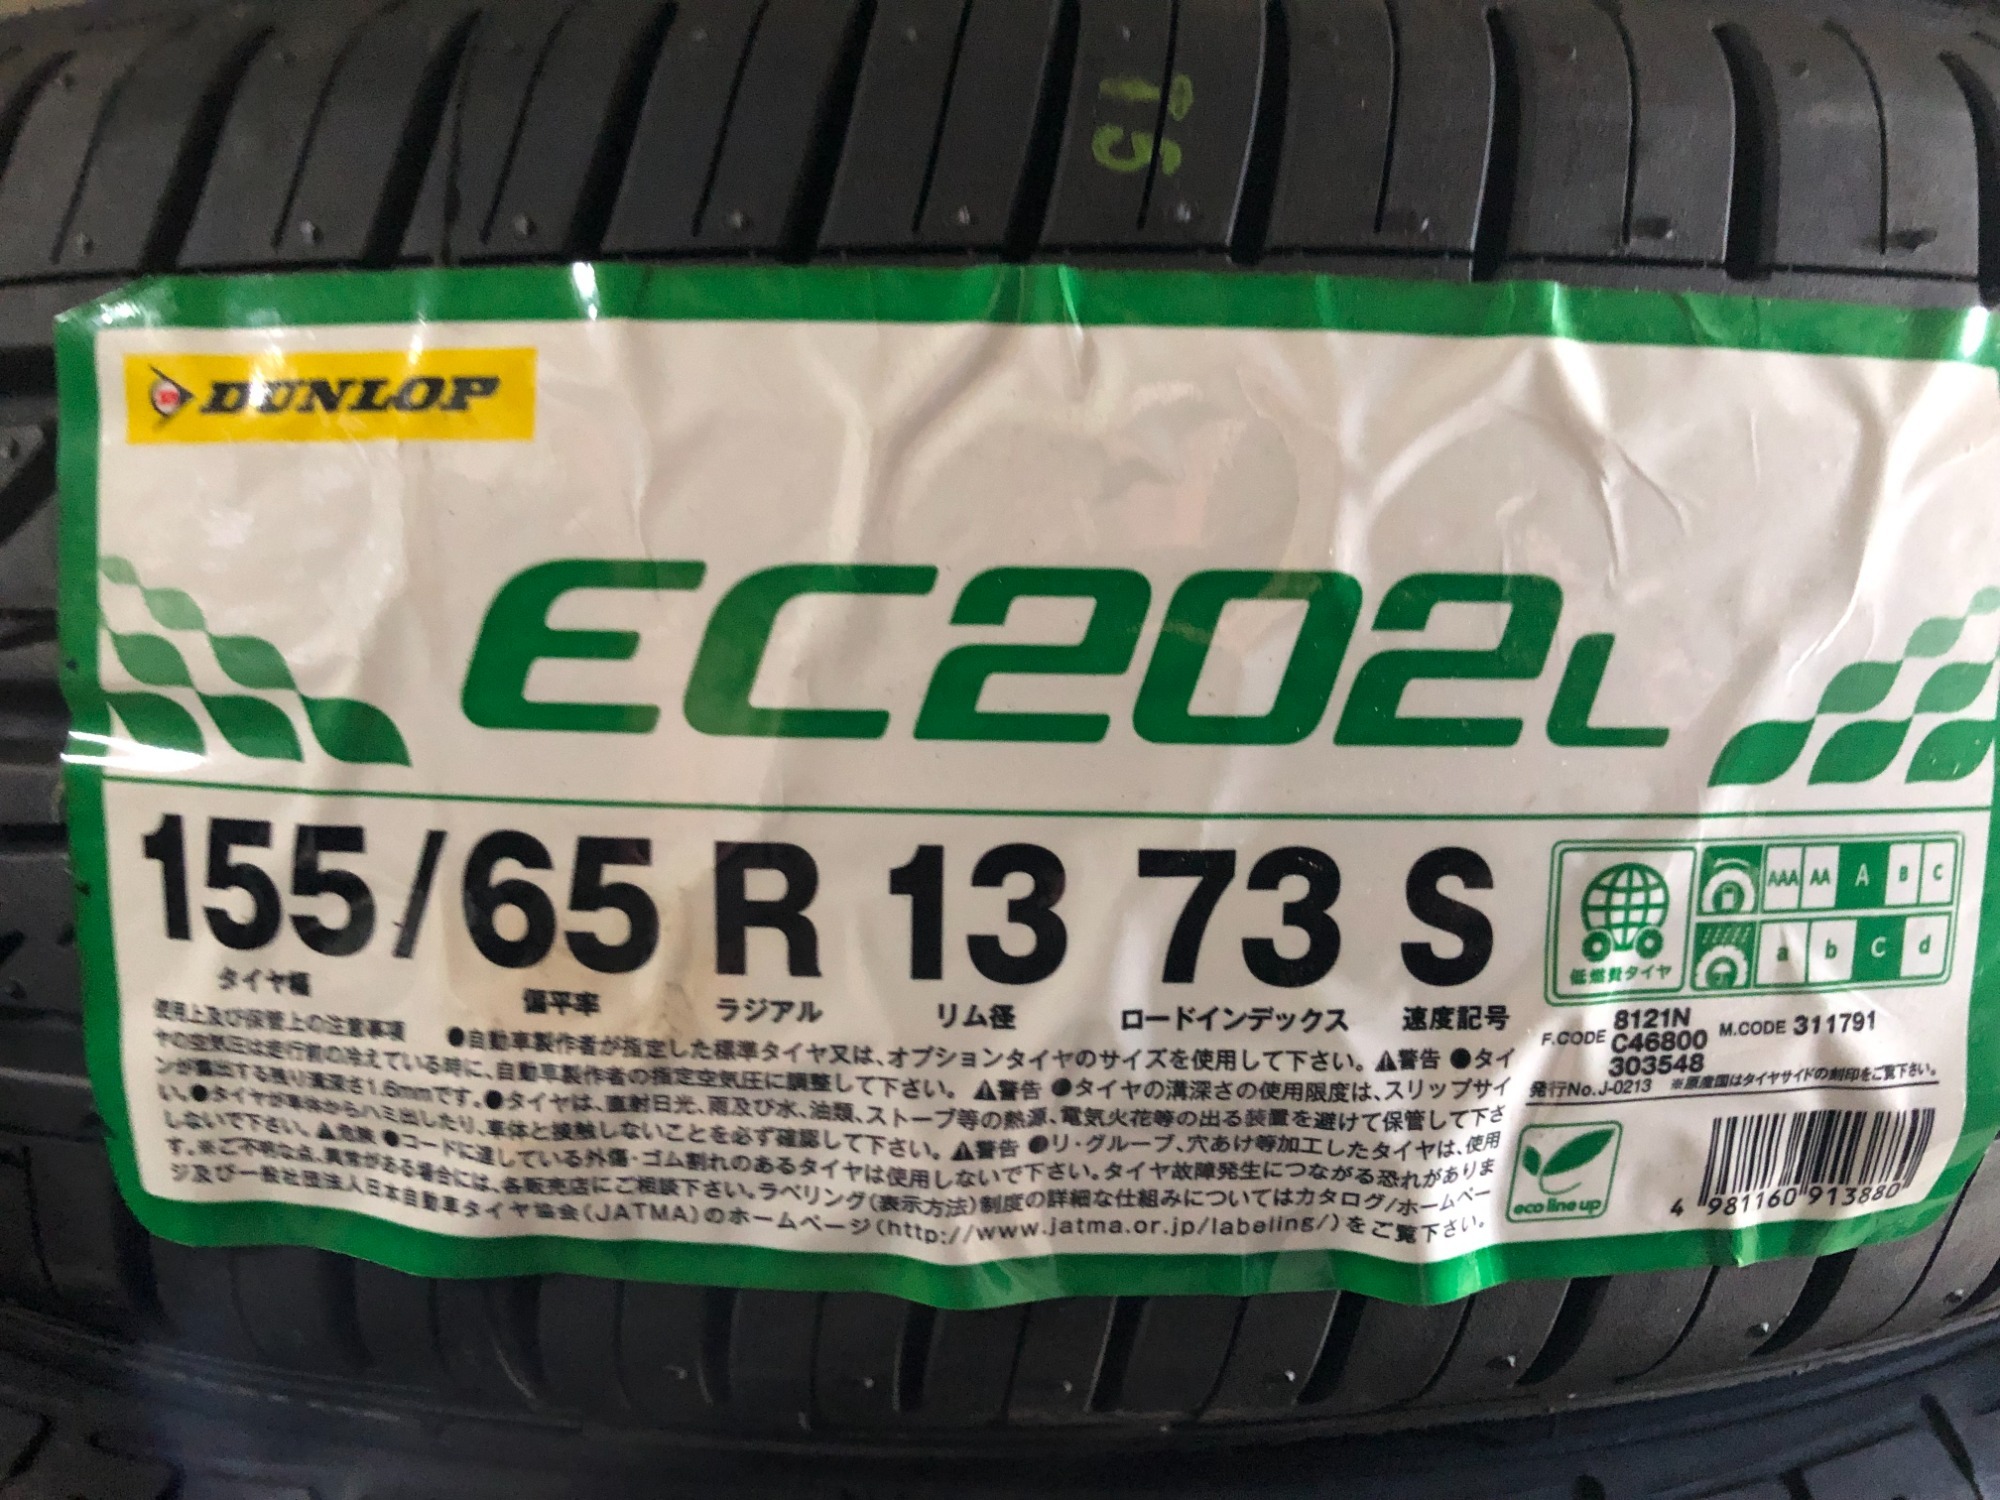 15
DUNLOP
EC202L
155/65 R 13 73 S
タイヤ幅 偏平率 ラジアル リム径 ロードインデックス 速度記号
低燃費タイヤ
AAA AA A B C
a b c d
F.CODE 8121N C46800 303548 M.CODE 311791
発行No.J-0213 ※原産国はタイヤサイドの刻印をご覧下さい。
使用上及び保管上の注意事項 ●自動車製作者が指定した標準タイヤ又は、オプションタイヤのサイズを使用して下さい。▲警告 ●タイ
ヤの空気圧は走行前の冷えている時に、自動車製作者の指定空気圧に調整して下さい。▲警告 ●タイヤの溝深さの使用限度は、スリップサイ
ンが露出する残り溝深さ1.6mmです。●タイヤは、直射日光、雨及び水、油類、ストーブ等の熱源、電気火花等の出る装置を避けて保管して下さ
い。●タイヤが車体からハミ出したり、車体と接触しないことを必ず確認して下さい。▲警告 ●リ・グルーブ、穴あけ等加工したタイヤは、使用
しないで下さい。▲危険 ●コードに達している外傷・ゴム割れのあるタイヤは使用しないで下さい。タイヤ故障発生につながる恐れがありま
す。※ご不明な点、異常がある場合には、各販売店にご相談下さい。ラベリング(表示方法)制度の詳細な仕組みについてはカタログ/ホームペー
ジ及び一般社団法人日本自動車タイヤ協会(JATMA)のホームページ(http://www.jatma.or.jp/labeling/)をご覧下さい。
eco line up
4 981160 913880